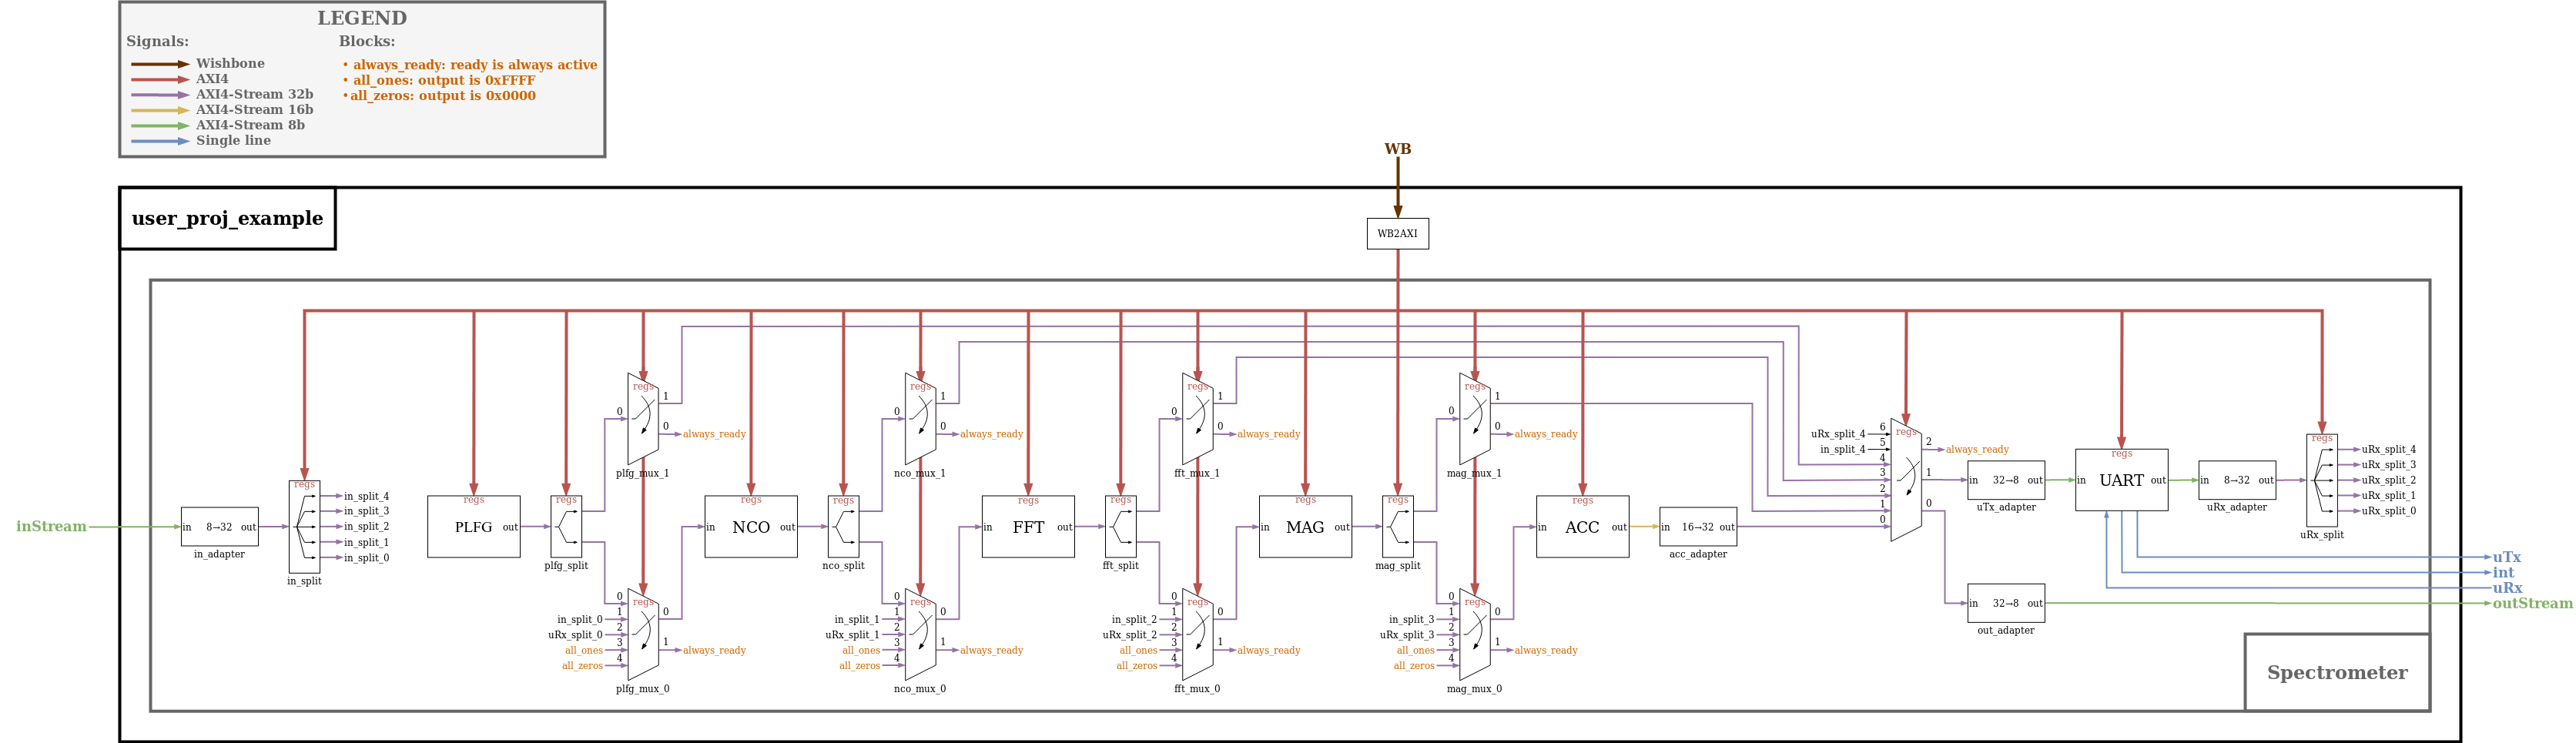 LEGEND
Signals:
Blocks:
Wishbone
AXI4
AXI4-Stream 32b
AXI4-Stream 16b
AXI4-Stream 8b
Single line
• always_ready: ready is always active
• all_ones: output is 0xFFFF
• all_zeros: output is 0x0000
WB
user_proj_example
WB2AXI
inStream
in 8→32 out
in_adapter
regs
in_split
in_split_4
in_split_3
in_split_2
in_split_1
in_split_0
regs
PLFG out
regs
plfg_split
regs
0
1
0 always_ready
plfg_mux_1
regs
0
in_split_0 1
uRx_split_0 2
all_ones 3
all_zeros 4
0
1 always_ready
plfg_mux_0
regs
in NCO out
regs
nco_split
regs
0
1
0 always_ready
nco_mux_1
regs
0
in_split_1 1
uRx_split_1 2
all_ones 3
all_zeros 4
0
1 always_ready
nco_mux_0
regs
in FFT out
regs
fft_split
regs
0
1
0 always_ready
fft_mux_1
regs
0
in_split_2 1
uRx_split_2 2
all_ones 3
all_zeros 4
0
1 always_ready
fft_mux_0
regs
in MAG out
regs
mag_split
regs
0
1
0 always_ready
mag_mux_1
regs
0
in_split_3 1
uRx_split_3 2
all_ones 3
all_zeros 4
0
1 always_ready
mag_mux_0
regs
in ACC out
in 16→32 out
acc_adapter
regs
uRx_split_4 6
in_split_4 5
4
3
2
1
0
2 always_ready
1
0
in 32→8 out
uTx_adapter
regs
in UART out
in 8→32 out
uRx_adapter
regs
uRx_split
uRx_split_4
uRx_split_3
uRx_split_2
uRx_split_1
uRx_split_0
in 32→8 out
out_adapter
uTx
int
uRx
outStream
Spectrometer